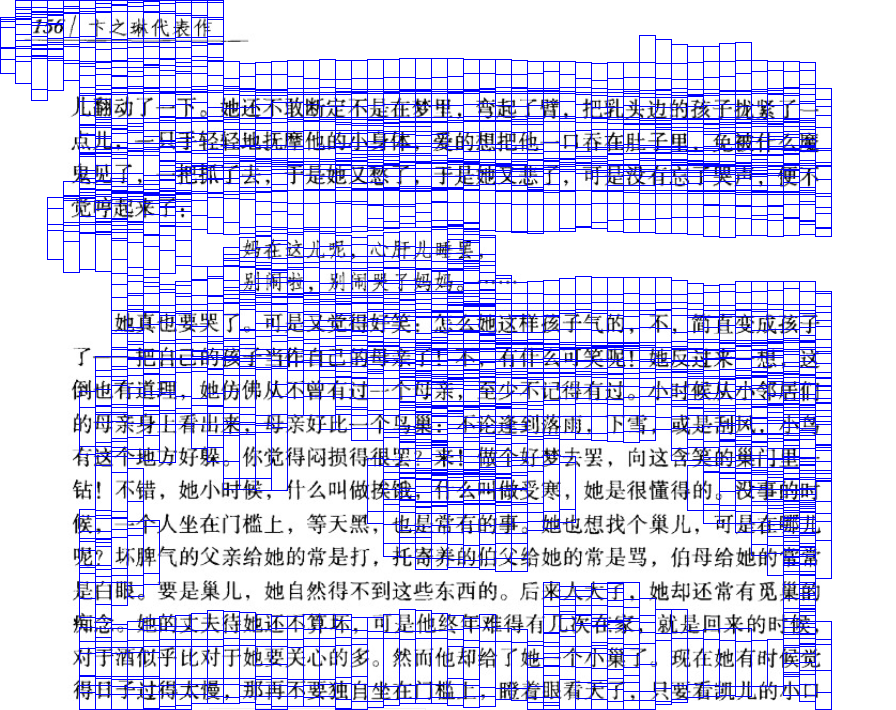 156 / 卞之琳代表作
儿翻动了一下。她还不敢断定不是在梦里，弯起了臂，把乳头边的孩子拢紧了一
点儿，一只手轻轻地抚摩他的小身体，爱的想把他一口吞在肚子里，免被什么魔
鬼见了，一把抓了去，于是她又愁了，于是她又悲了，可是没有忘了哭声，便不
觉哼起来了：
妈在这儿呢，心肝儿睡罢，
别闹啦，别闹哭了妈妈。……
她真也要哭了。可是又觉得好笑：怎么她这样孩子气的，不，简直变成孩子
了——把自己的孩子当作自己的母亲了！不，有什么可笑呢！她反过来一想，这
倒也有道理，她仿佛从不曾有过一个母亲，至少不记得有过。小时候从小邻居们
的母亲身上看出来，母亲好比一个鸟巢：不论逢到落雨，下雪，或是刮风，小鸟
有这个地方好躲。你觉得闷损得很罢？来！做个好梦去罢，向这含笑的巢门里一
钻！不错，她小时候，什么叫做挨饿，什么叫做受寒，她是很懂得的。没事的时
候，一个人坐在门槛上，等天黑，也是常有的事。她也想找个巢儿，可是在哪儿
呢？坏脾气的父亲给她的常是打，托寄养的伯父给她的常是骂，伯母给她的常常
是白眼。要是巢儿，她自然得不到这些东西的。后来人大了，她却还常有觅巢的
痴念。她的丈夫待她还不算坏，可是他终年难得有几次在家，就是回来的时候，
对于酒似乎比对于她要关心的多。然而他却给了她一个小巢了。现在她有时候觉
得日子过得太慢，那再不要独自坐在门槛上，瞪着眼看天了，只要看凯儿的小口